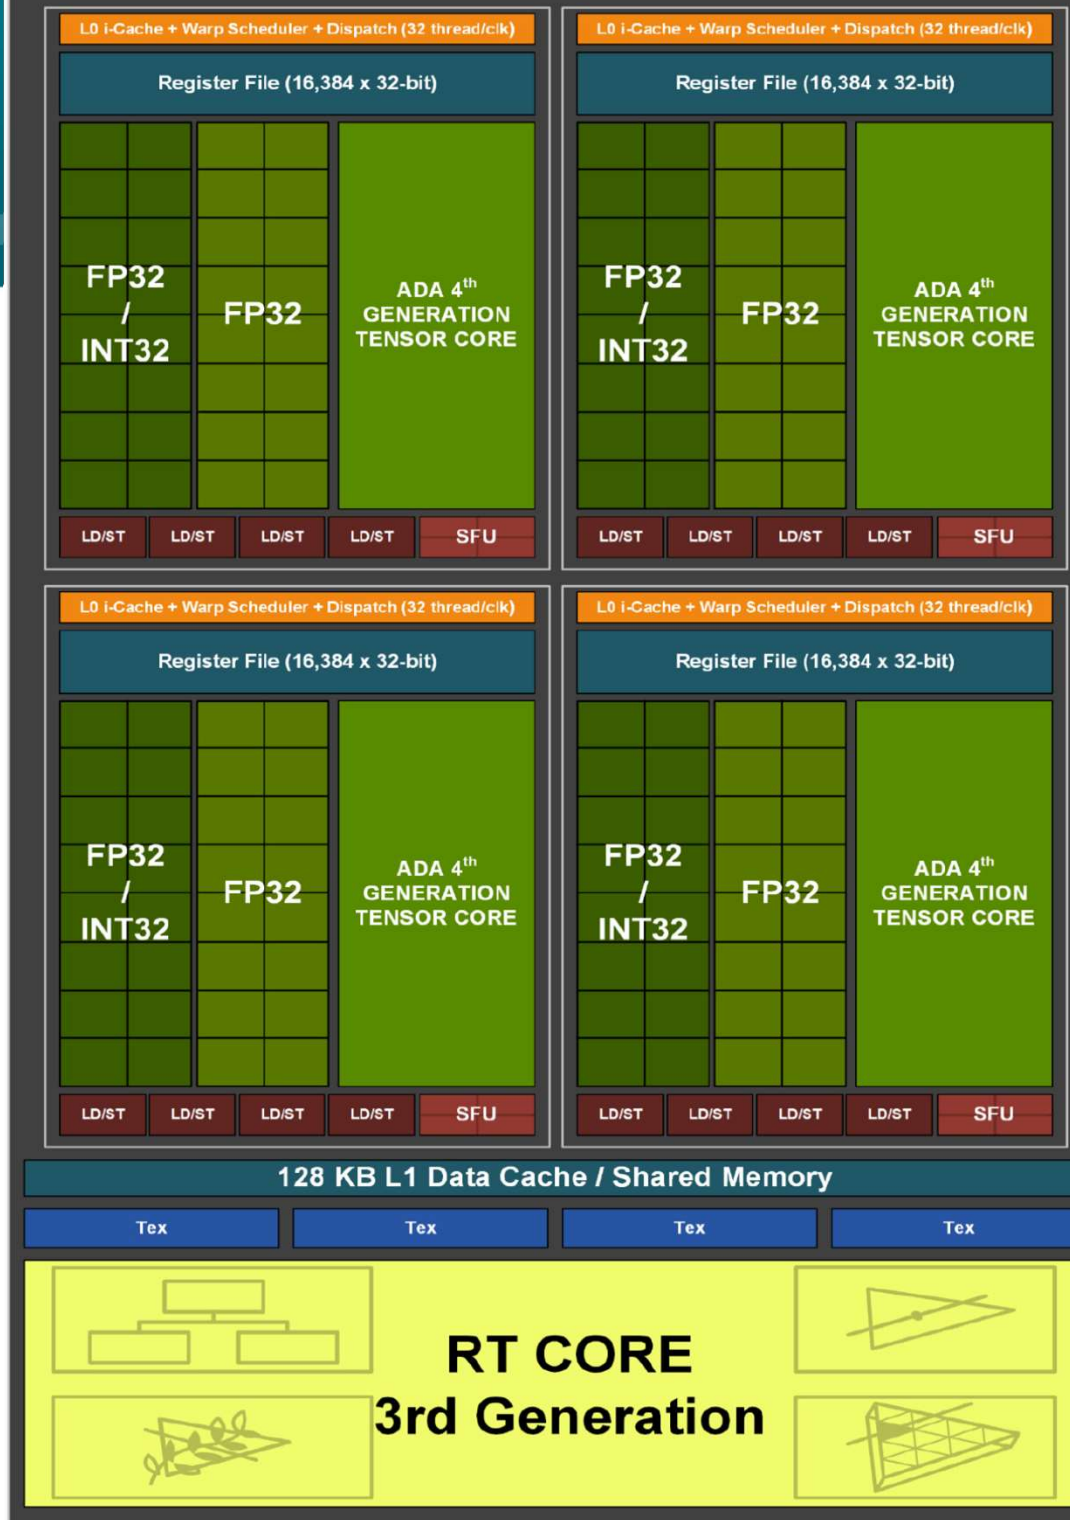 L0 i-Cache + Warp Scheduler + Dispatch (32 thread/clk)
Register File (16,384 x 32-bit)
FP32
/
INT32
FP32
ADA 4th
GENERATION
TENSOR CORE
LD/ST LD/ST LD/ST LD/ST SFU
L0 i-Cache + Warp Scheduler + Dispatch (32 thread/clk)
Register File (16,384 x 32-bit)
FP32
/
INT32
FP32
ADA 4th
GENERATION
TENSOR CORE
LD/ST LD/ST LD/ST LD/ST SFU
L0 i-Cache + Warp Scheduler + Dispatch (32 thread/clk)
Register File (16,384 x 32-bit)
FP32
/
INT32
FP32
ADA 4th
GENERATION
TENSOR CORE
LD/ST LD/ST LD/ST LD/ST SFU
L0 i-Cache + Warp Scheduler + Dispatch (32 thread/clk)
Register File (16,384 x 32-bit)
FP32
/
INT32
FP32
ADA 4th
GENERATION
TENSOR CORE
LD/ST LD/ST LD/ST LD/ST SFU
128 KB L1 Data Cache / Shared Memory
Tex Tex Tex Tex
RT CORE
3rd Generation